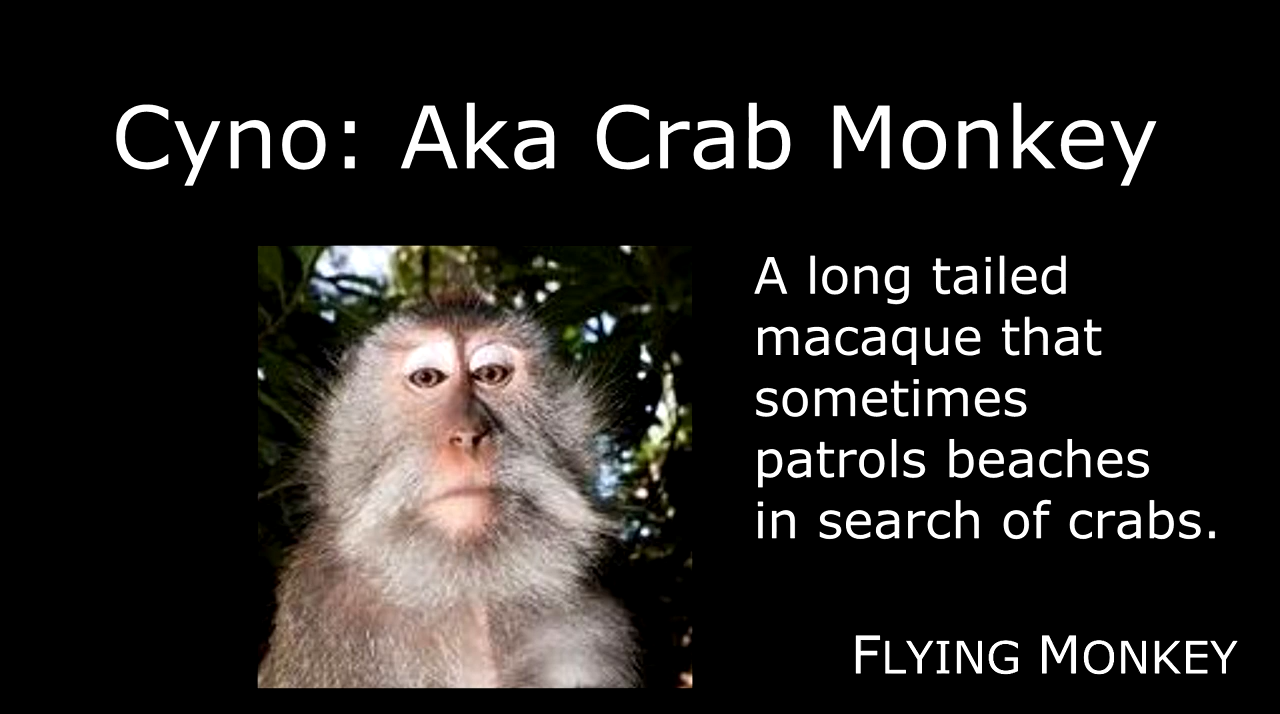 Cyno: Aka Crab Monkey
A long tailed
macaque that
sometimes
patrols beaches
in search of crabs.
FLYING MONKEY